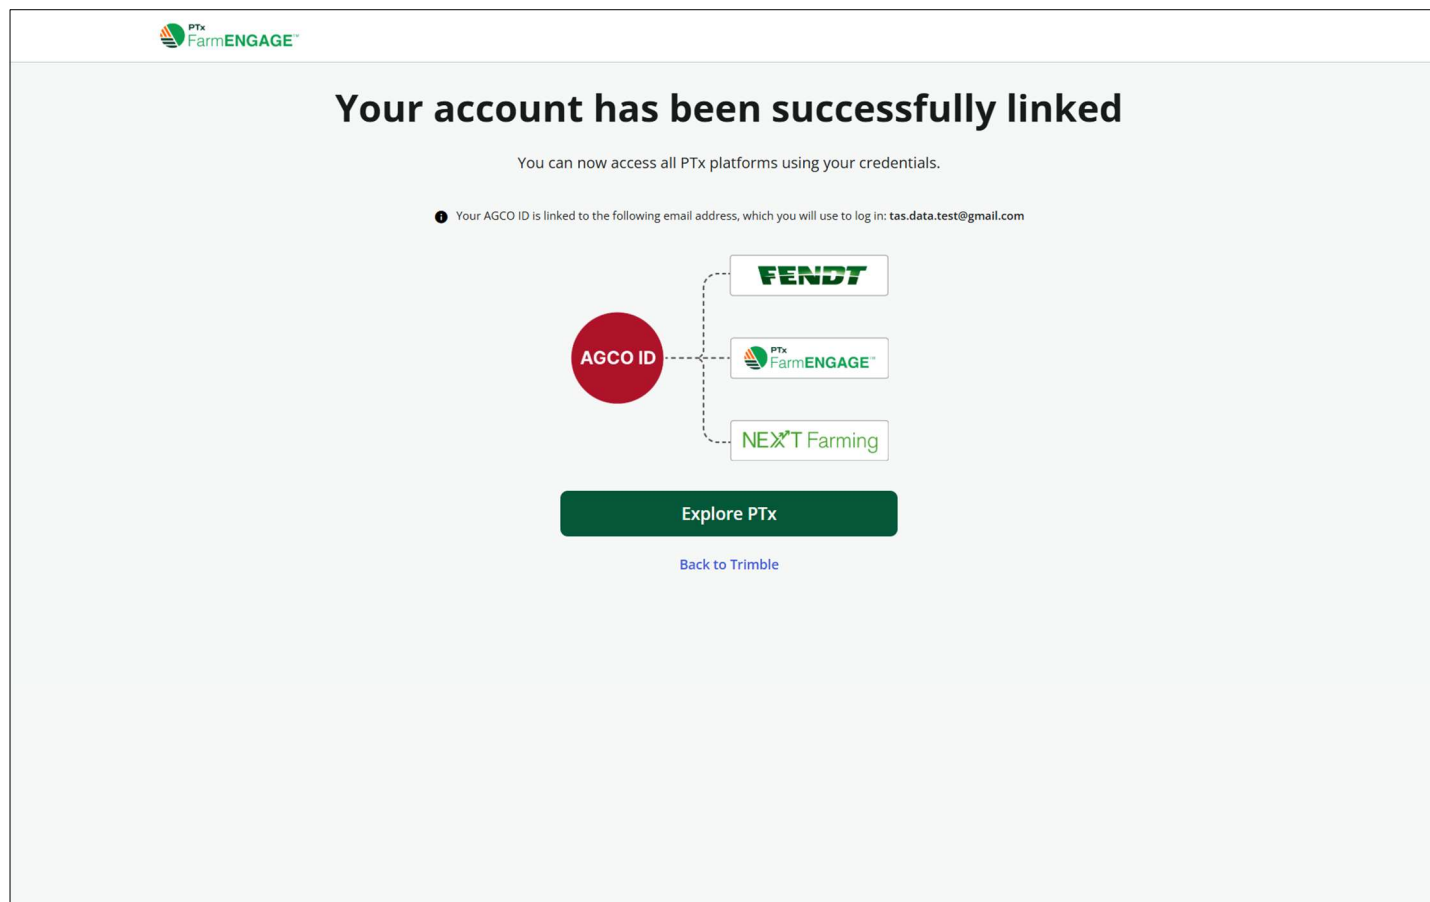 PTx
FarmENGAGE™
Your account has been successfully linked
You can now access all PTx platforms using your credentials.
Your AGCO ID is linked to the following email address, which you will use to log in: tas.data.test@gmail.com
FENDT
AGCO ID
PTx
FarmENGAGE™
NEXT Farming
Explore PTx
Back to Trimble